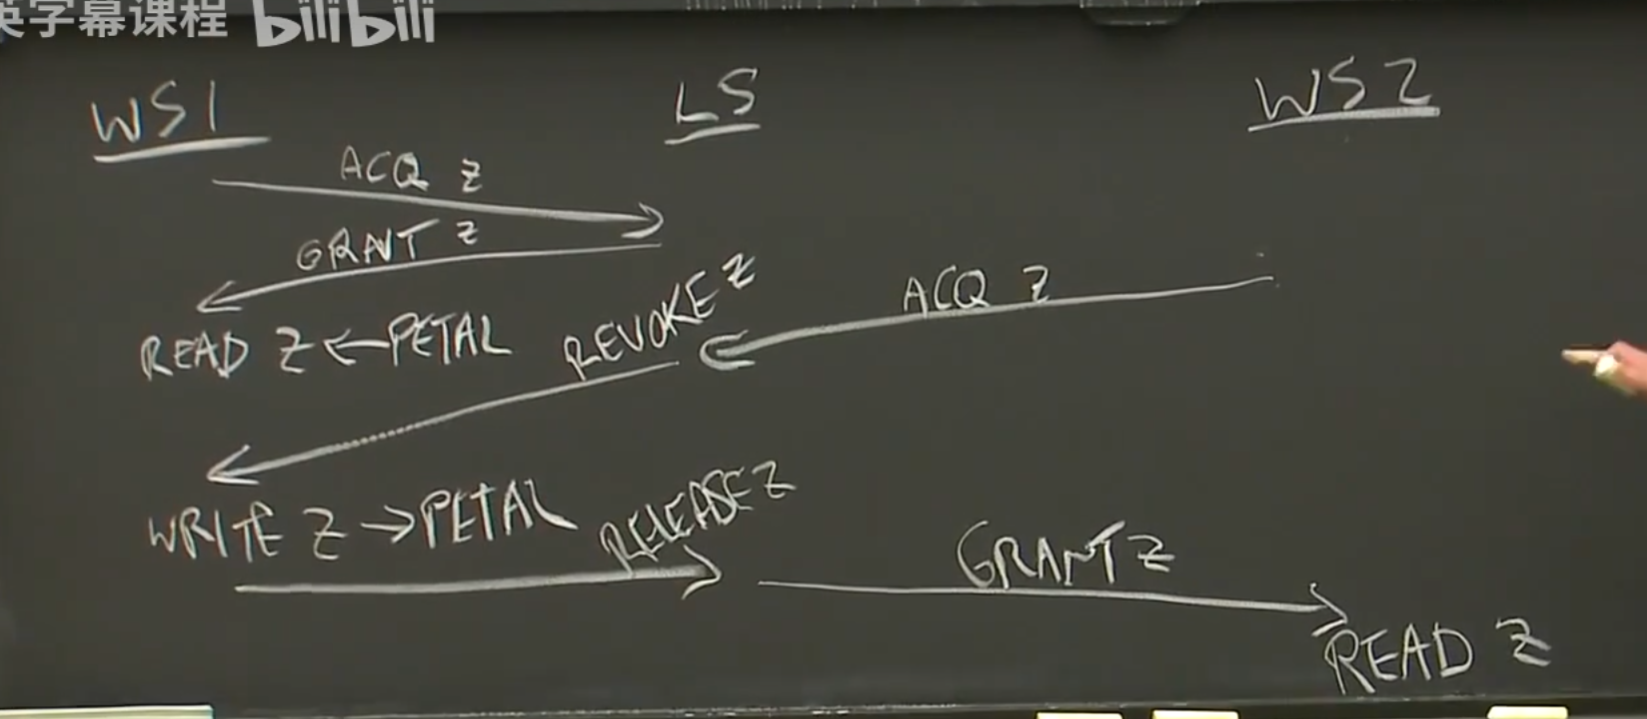 英字幕课程 bilibili
WS1 LS WS2
ACQ Z
GRANT Z
REVOKE Z
ACQ Z
READ Z ← PETAL
WRITE Z → PETAL
RELEASE Z
GRANT Z
READ Z